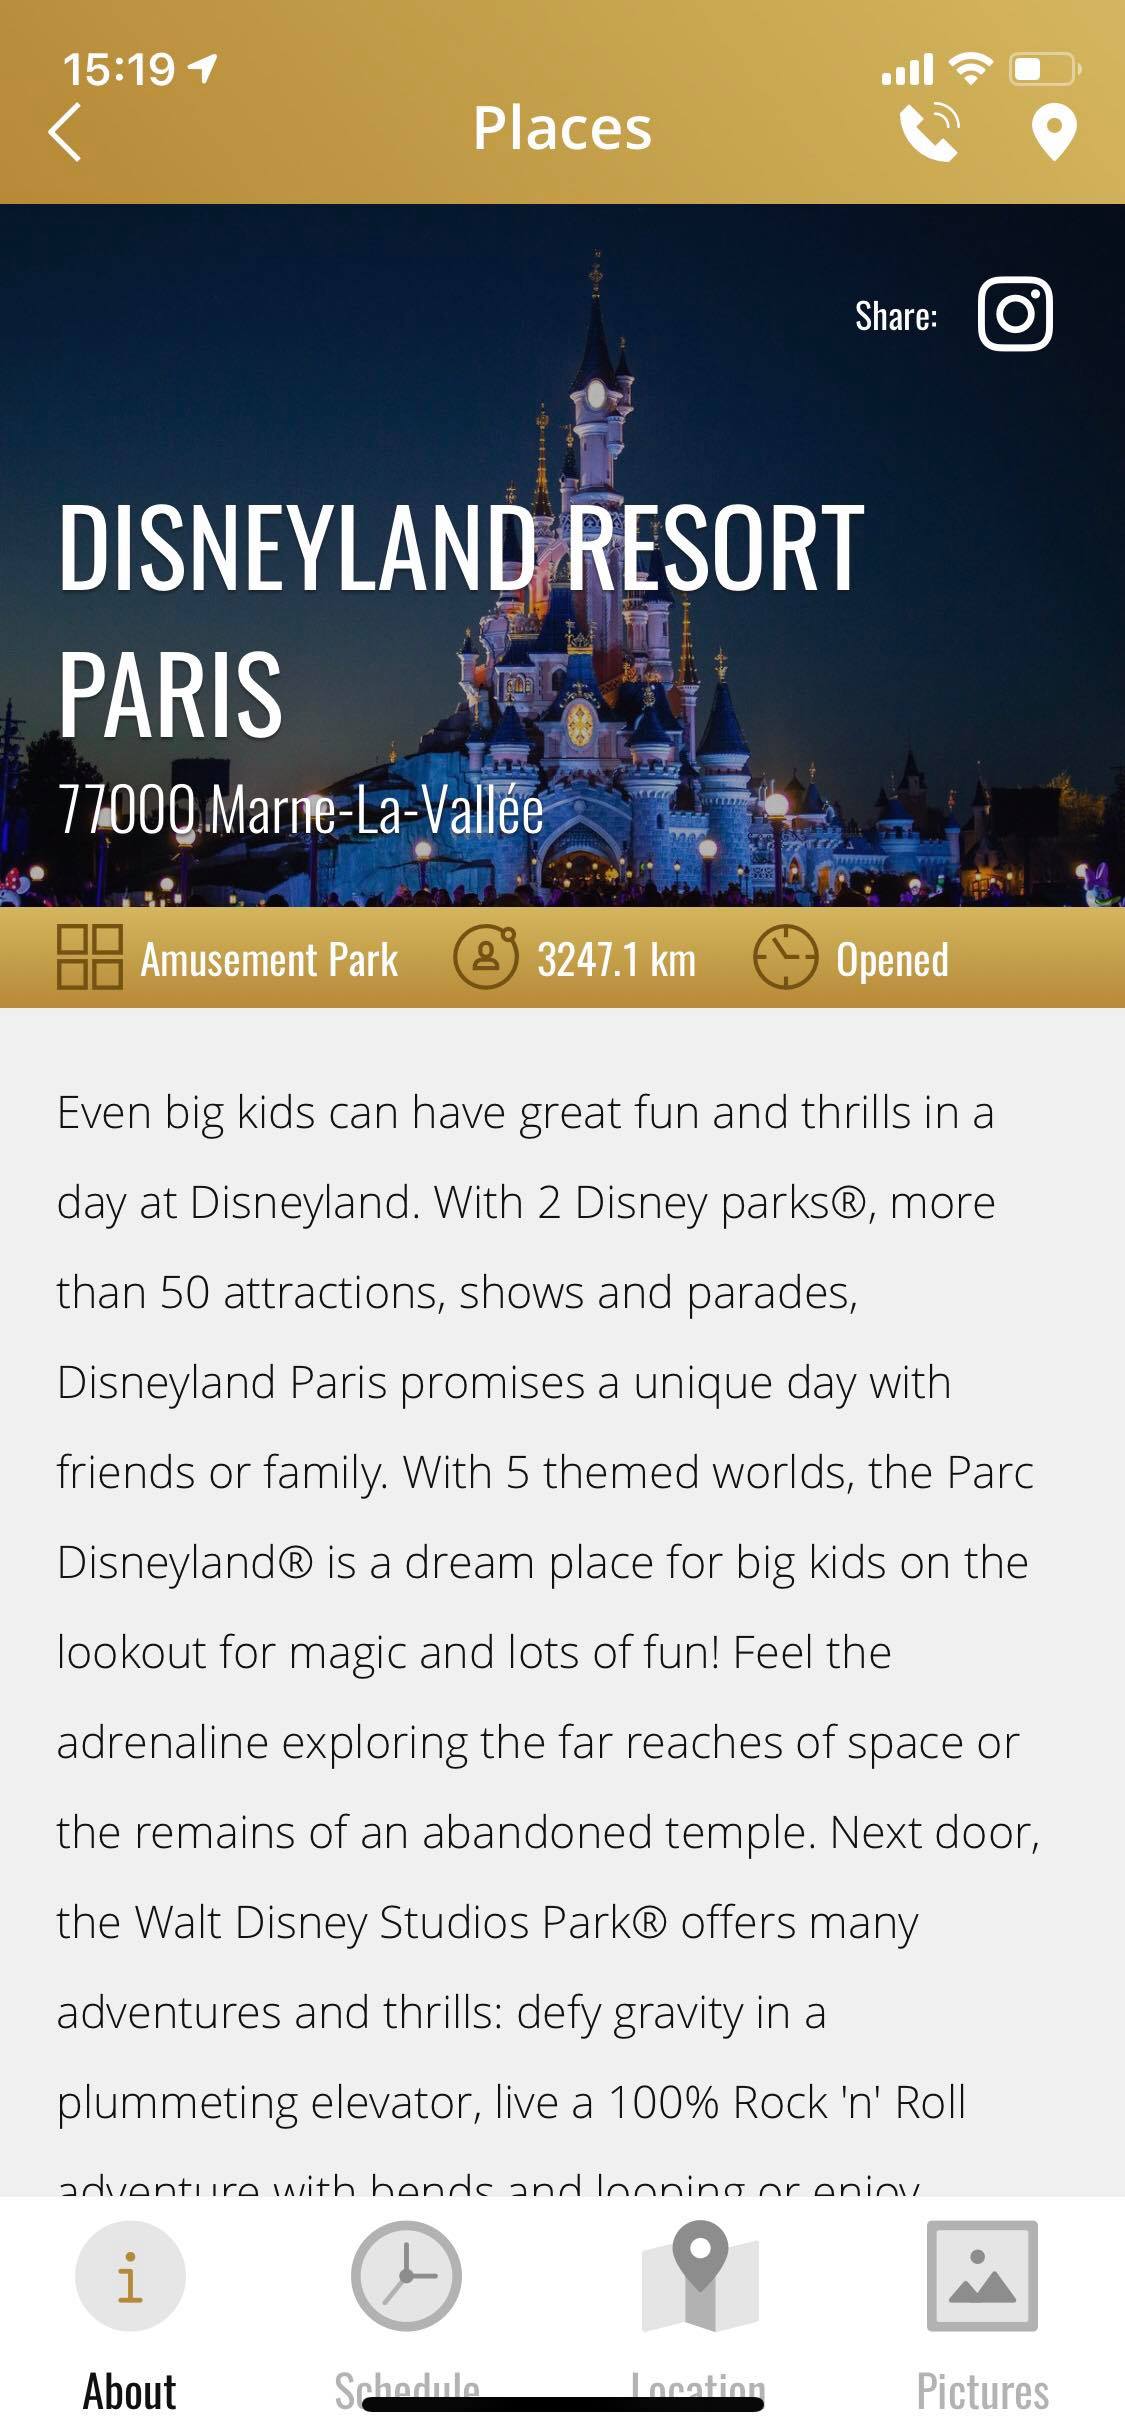 15:19
Places
Share:
DISNEYLAND RESORT
PARIS
77000 Marne-La-Vallée
Amusement Park 3247.1 km Opened
Even big kids can have great fun and thrills in a
day at Disneyland. With 2 Disney parks®, more
than 50 attractions, shows and parades,
Disneyland Paris promises a unique day with
friends or family. With 5 themed worlds, the Parc
Disneyland® is a dream place for big kids on the
lookout for magic and lots of fun! Feel the
adrenaline exploring the far reaches of space or
the remains of an abandoned temple. Next door,
the Walt Disney Studios Park® offers many
adventures and thrills: defy gravity in a
plummeting elevator, live a 100% Rock 'n' Roll
adventure with bends and looping or enjoy
About Schedule Location Pictures